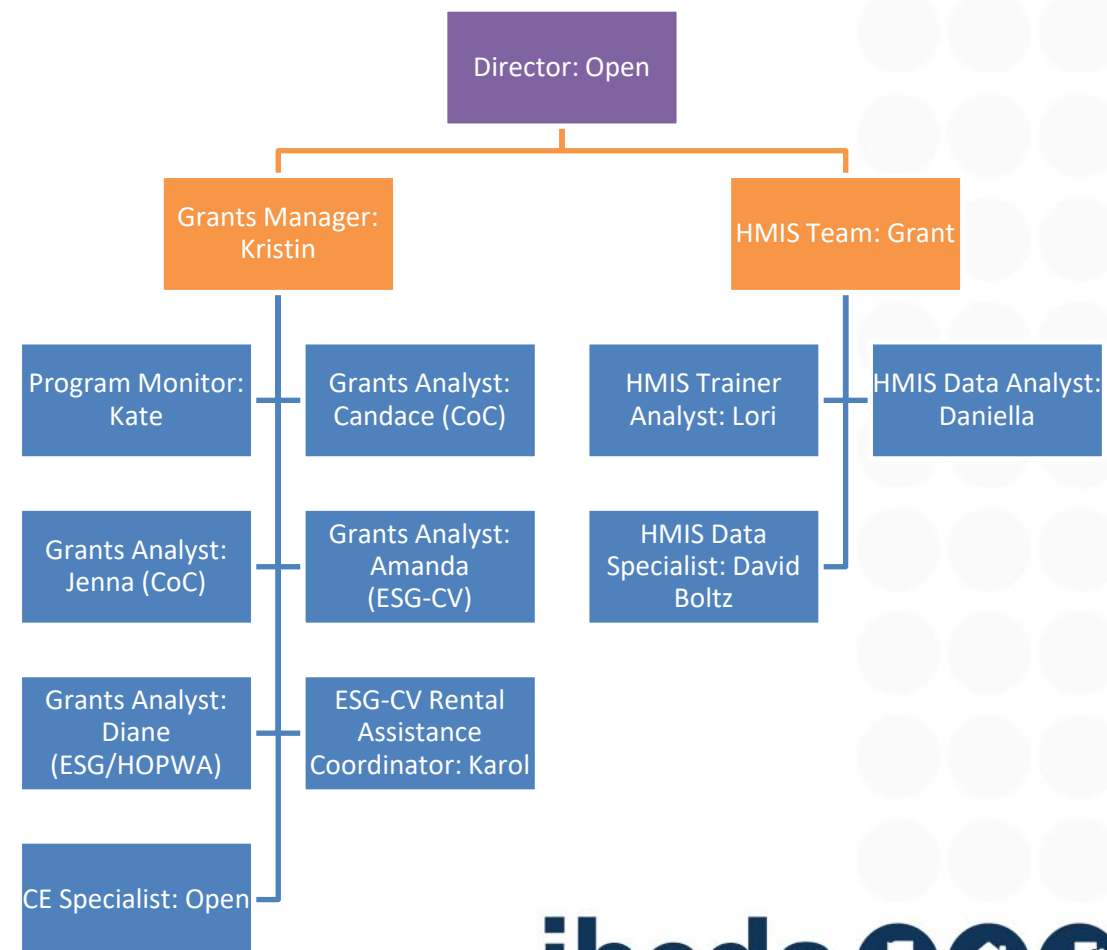 Director: Open
Grants Manager:
Kristin
HMIS Team: Grant
Program Monitor:
Kate
Grants Analyst:
Candace (CoC)
HMIS Trainer
Analyst: Lori
HMIS Data Analyst:
Daniella
Grants Analyst:
Jenna (CoC)
Grants Analyst:
Amanda
(ESG-CV)
HMIS Data
Specialist: David
Boltz
Grants Analyst:
Diane
(ESG/HOPWA)
ESG-CV Rental
Assistance
Coordinator: Karol
CE Specialist: Open